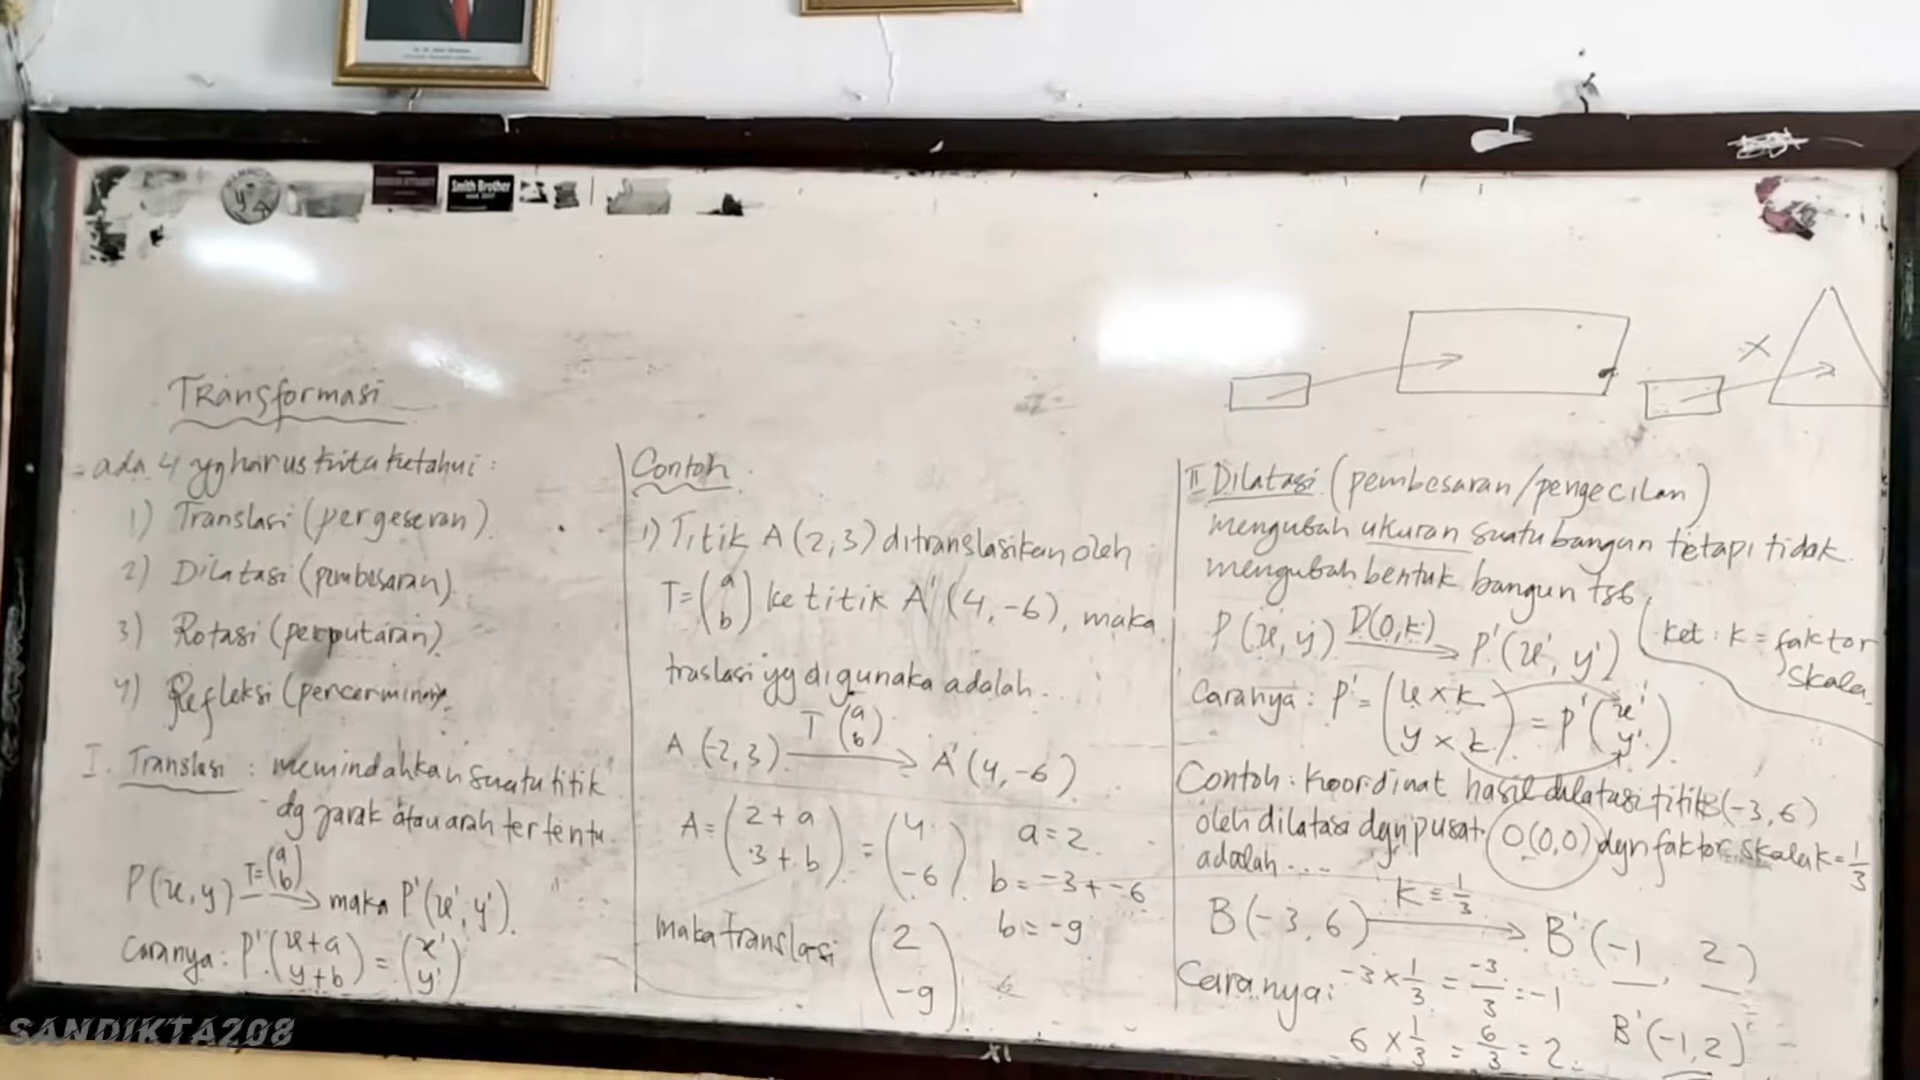 Smith Brother
Transformasi
- ada 4 yg harus kita ketahui :
1) Translasi (pergeseran)
2) Dilatasi (pembesaran)
3) Rotasi (perputaran)
4) Refleksi (pencerminan)
I. Translasi : memindahkan suatu titik
dg jarak atau arah tertentu
P(x,y) T=(a b) → maka P'(x',y').
Caranya: P'(x+a y+b) = (x' y')
Contoh
1) Titik A(2,3) ditranslasikan oleh
T=(a b) ke titik A'(4,-6), maka
traslasi yg digunaka adalah...
A(-2,3) T(a b) → A'(4,-6)
A=(2+a 3+b) = (4 -6) a=2
b=-3+-6
b=-9
maka translasi (2 -9)
II Dilatasi (pembesaran/pengecilan)
mengubah ukuran suatu bangun tetapi tidak
mengubah bentuk bangun tsb.
P(x,y) D(0,k) → P'(x',y')
ket : k = faktor
skala
Caranya : P' = (x×k y×k) = P'(x' y')
Contoh : koordinat hasil dilatasi titik B(-3,6)
oleh dilatasi dgn pusat O(0,0) dgn faktor skala k=1/3
adalah...
B(-3,6) k=1/3 → B'(-1, 2)
Caranya: -3×1/3 = -3/3 = -1
6×1/3 = 6/3 = 2 B'(-1,2)
SANDIKTA208